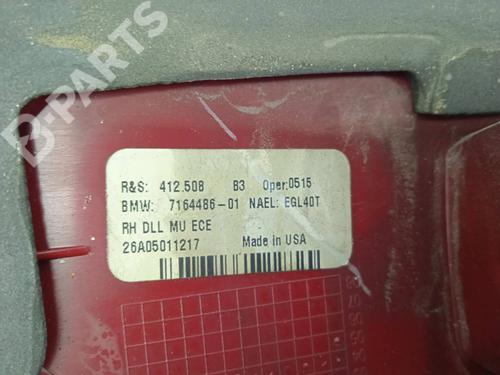 B-PARTS
R&S: 412.508 B3 Oper:0515
BMW: 7164486-01 NAEL: EGL40T
RH DLL MU ECE
26A05011217 Made in USA